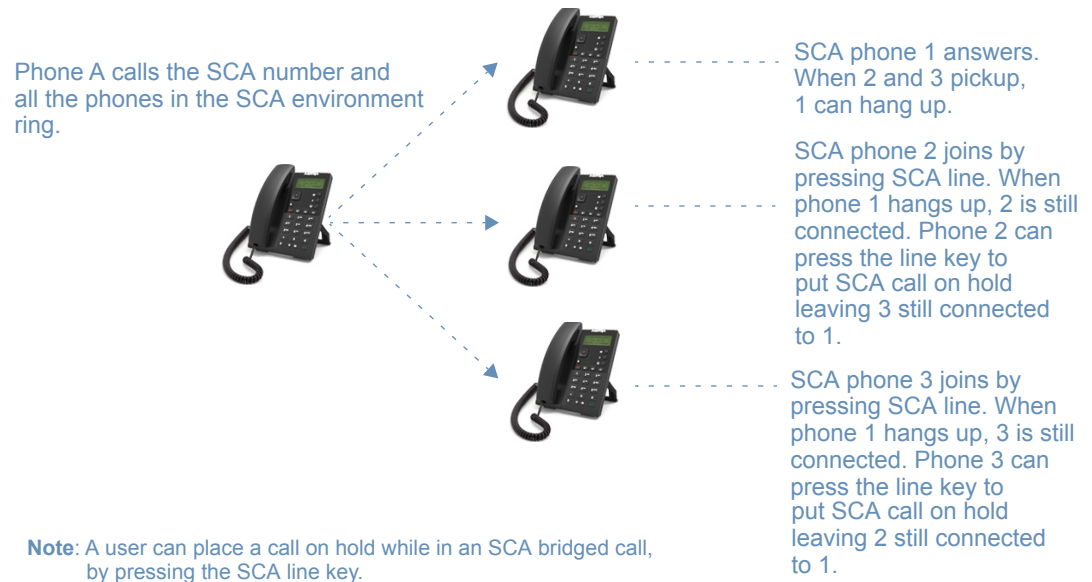 Phone A calls the SCA number and
all the phones in the SCA environment
ring.
SCA phone 1 answers.
When 2 and 3 pickup,
1 can hang up.
SCA phone 2 joins by
pressing SCA line. When
phone 1 hangs up, 2 is still
connected. Phone 2 can
press the line key to
put SCA call on hold
leaving 3 still connected
to 1.
SCA phone 3 joins by
pressing SCA line. When
phone 1 hangs up, 3 is still
connected. Phone 3 can
press the line key to
put SCA call on hold
leaving 2 still connected
to 1.
Note: A user can place a call on hold while in an SCA bridged call,
by pressing the SCA line key.